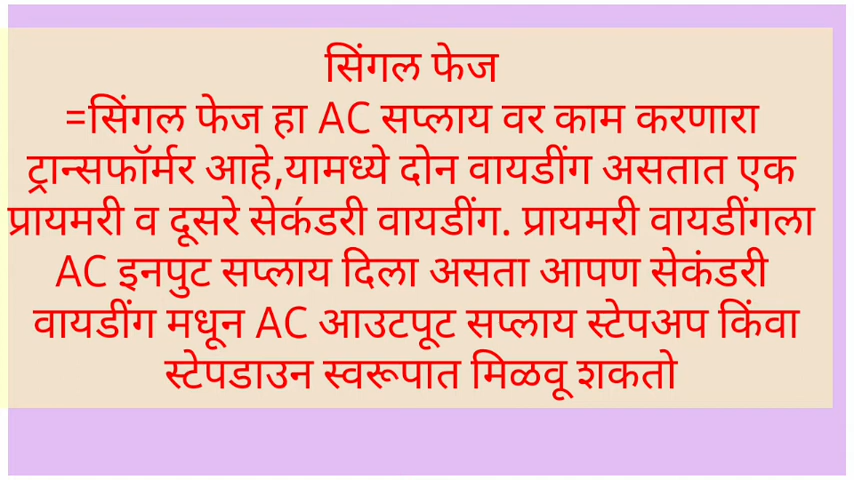 सिंगल फेज
=सिंगल फेज हा AC सप्लाय वर काम करणारा
ट्रान्सफॉर्मर आहे,यामध्ये दोन वायडींग असतात एक
प्रायमरी व दूसरे सेकंडरी वायडींग. प्रायमरी वायडींगला
AC इनपुट सप्लाय दिला असता आपण सेकंडरी
वायडींग मधून AC आउटपूट सप्लाय स्टेपअप किंवा
स्टेपडाउन स्वरूपात मिळवू शकतो